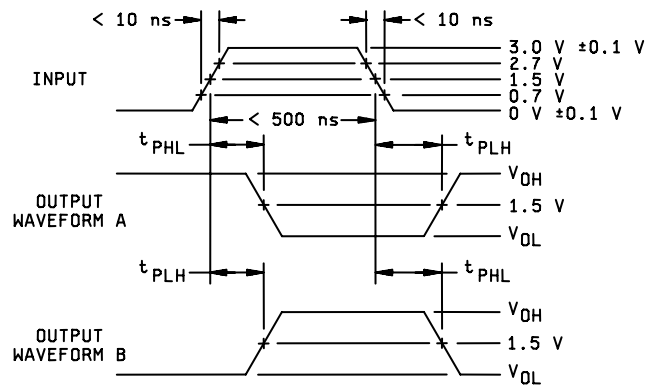 < 10 ns < 10 ns
3.0 V ±0.1 V
2.7 V
INPUT 1.5 V
0.7 V
0 V ±0.1 V
< 500 ns
tPHL tPLH
VOH
OUTPUT
WAVEFORM A 1.5 V
VOL
tPLH tPHL
VOH
OUTPUT
WAVEFORM B 1.5 V
VOL